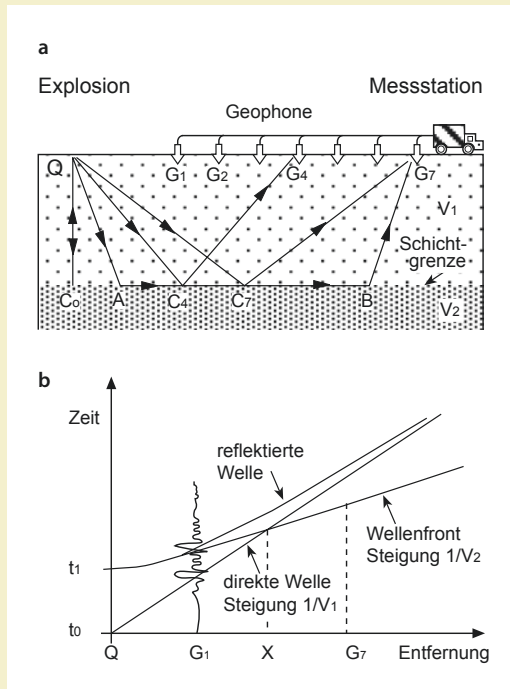 a
Explosion Messstation
Geophone
Q G1 G2 G4 G7
V1
Schicht-
grenze
C0 A C4 C7 B
V2
b
Zeit
reflektierte
Welle
Wellenfront
Steigung 1/V2
t1
direkte Welle
Steigung 1/V1
t0
Q G1 X G7 Entfernung